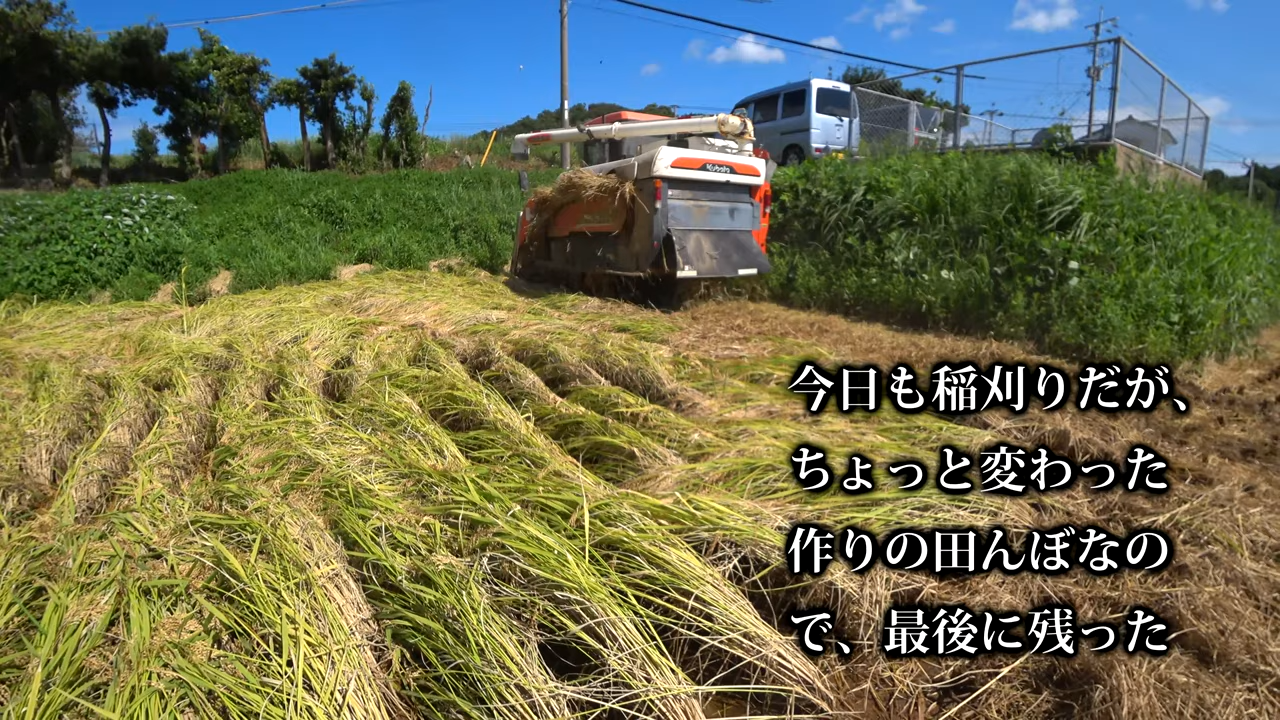 Kubota
今日も稲刈りだが、
ちょっと変わった
作りの田んぼなの
で、最後に残った